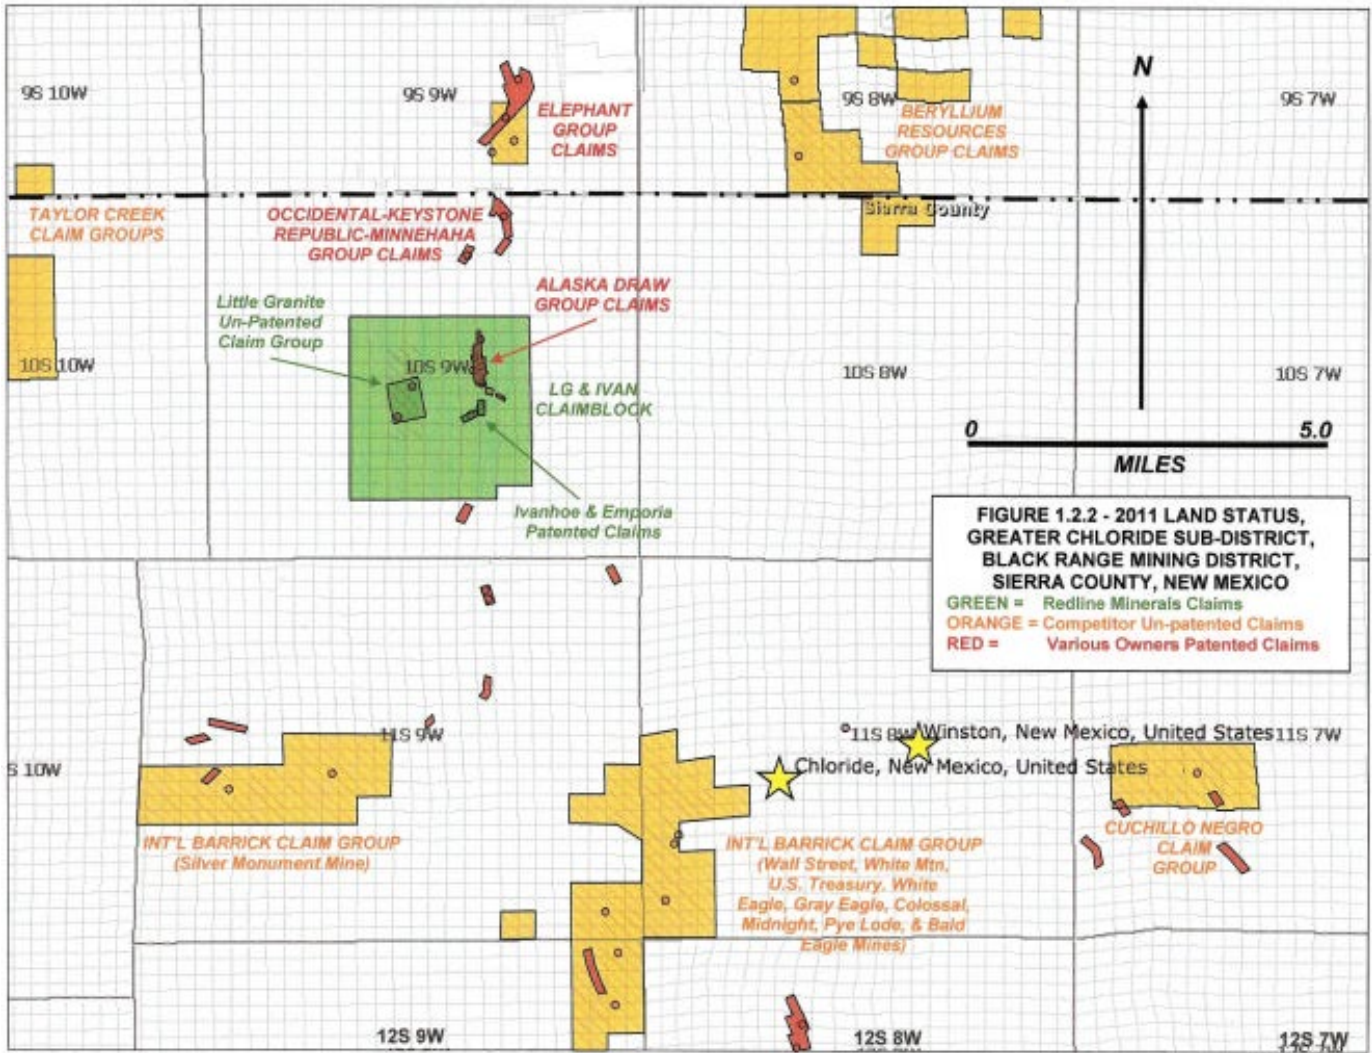 9S 10W
9S 9W
9S 8W
9S 7W
N
ELEPHANT
GROUP
CLAIMS
BERYLLIUM
RESOURCES
GROUP CLAIMS
TAYLOR CREEK
CLAIM GROUPS
OCCIDENTAL-KEYSTONE
REPUBLIC-MINNEHAHA
GROUP CLAIMS
Sierra County
Little Granite
Un-Patented
Claim Group
ALASKA DRAW
GROUP CLAIMS
10S 10W
10S 9W
10S 8W
10S 7W
LG & IVAN
CLAIMBLOCK
0 5.0
MILES
Ivanhoe & Emporia
Patented Claims
FIGURE 1.2.2 - 2011 LAND STATUS,
GREATER CHLORIDE SUB-DISTRICT,
BLACK RANGE MINING DISTRICT,
SIERRA COUNTY, NEW MEXICO
GREEN = Redline Minerals Claims
ORANGE = Competitor Un-patented Claims
RED = Various Owners Patented Claims
S 10W
11S 9W
11S 8W
Winston, New Mexico, United States
11S 7W
Chloride, New Mexico, United States
INT'L BARRICK CLAIM GROUP
(Silver Monument Mine)
INT'L BARRICK CLAIM GROUP
(Wall Street, White Mtn,
U.S. Treasury, White
Eagle, Gray Eagle, Colossal,
Midnight, Pye Lode, & Bald
Eagle Mines)
CUCHILLO NEGRO
CLAIM
GROUP
12S 9W
12S 8W
12S 7W